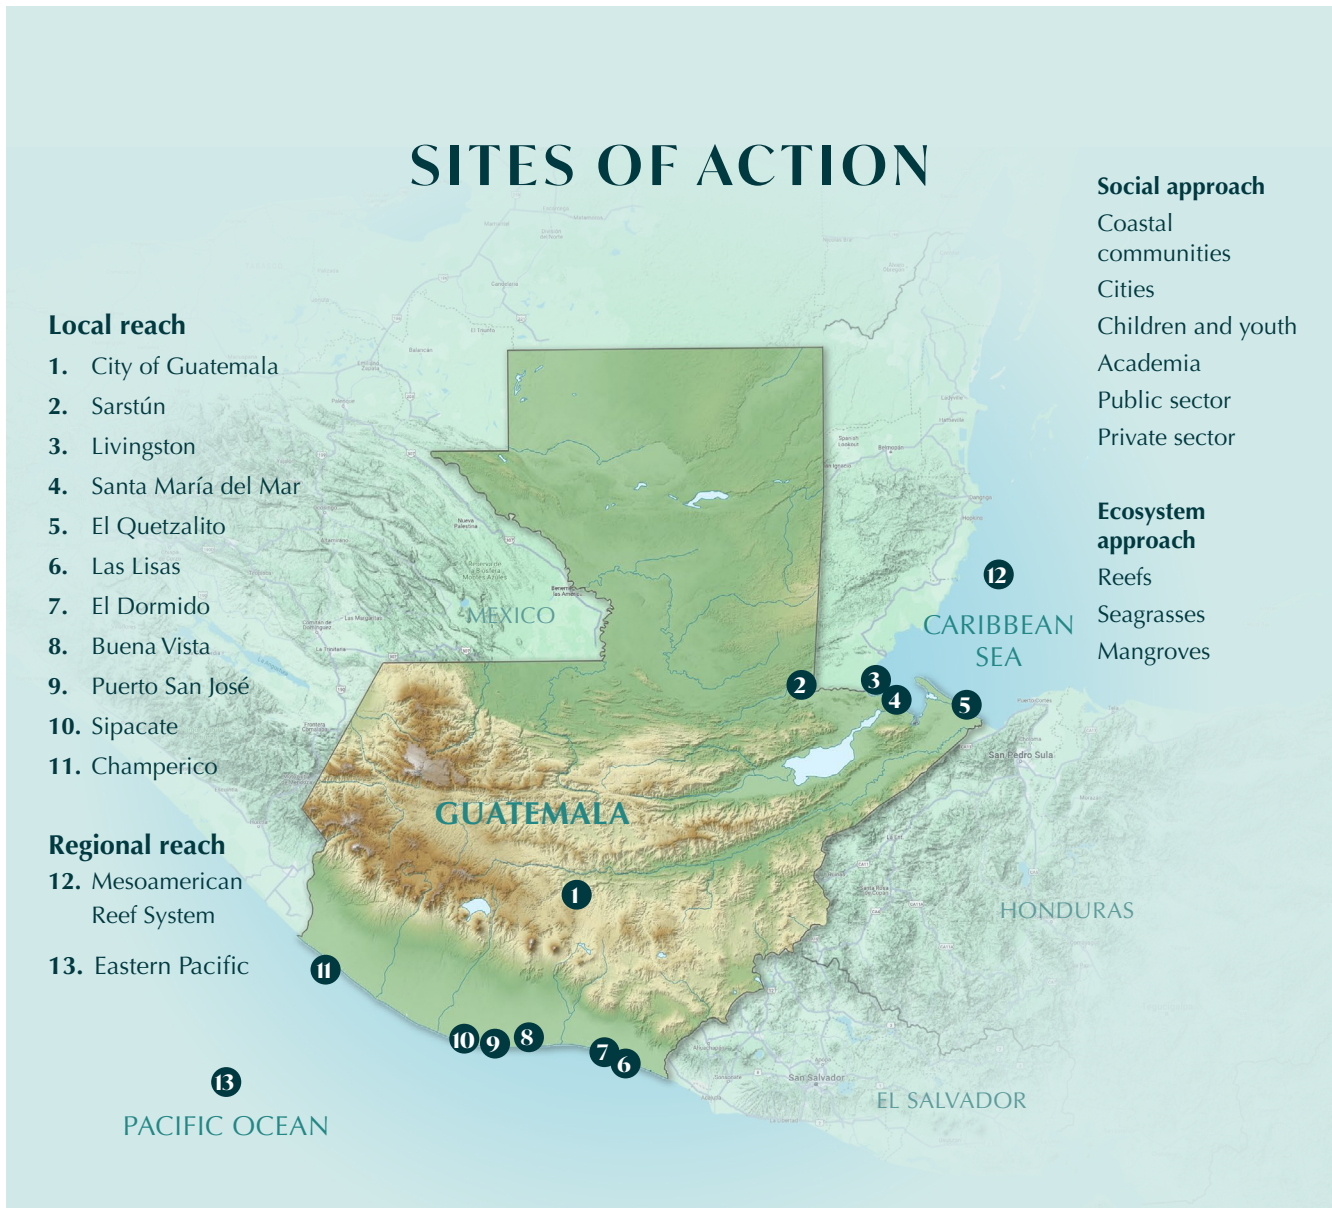 SITES OF ACTION
Local reach
1. City of Guatemala
2. Sarstún
3. Livingston
4. Santa María del Mar
5. El Quetzalito
6. Las Lisas
7. El Dormido
8. Buena Vista
9. Puerto San José
10. Sipacate
11. Champerico
Regional reach
12. Mesoamerican
Reef System
13. Eastern Pacific
Social approach
Coastal
communities
Cities
Children and youth
Academia
Public sector
Private sector
Ecosystem
approach
Reefs
Seagrasses
Mangroves
MEXICO
GUATEMALA
CARIBBEAN
SEA
HONDURAS
EL SALVADOR
PACIFIC OCEAN
San Pedro Sula
San Salvador
Nueva
Palestina
Spanish
Lookout
12
2
3
4
5
1
11
10
9
8
7
6
13